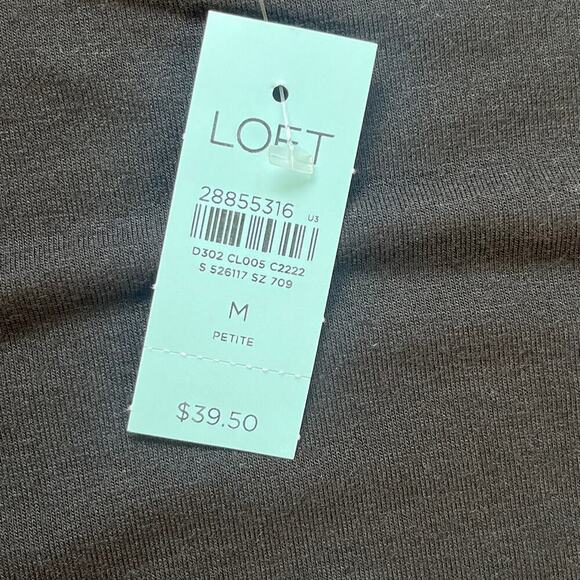 LOFT
28855316 U3
D302 CL005 C2222
S 526117 SZ 709
M
PETITE
$39.50